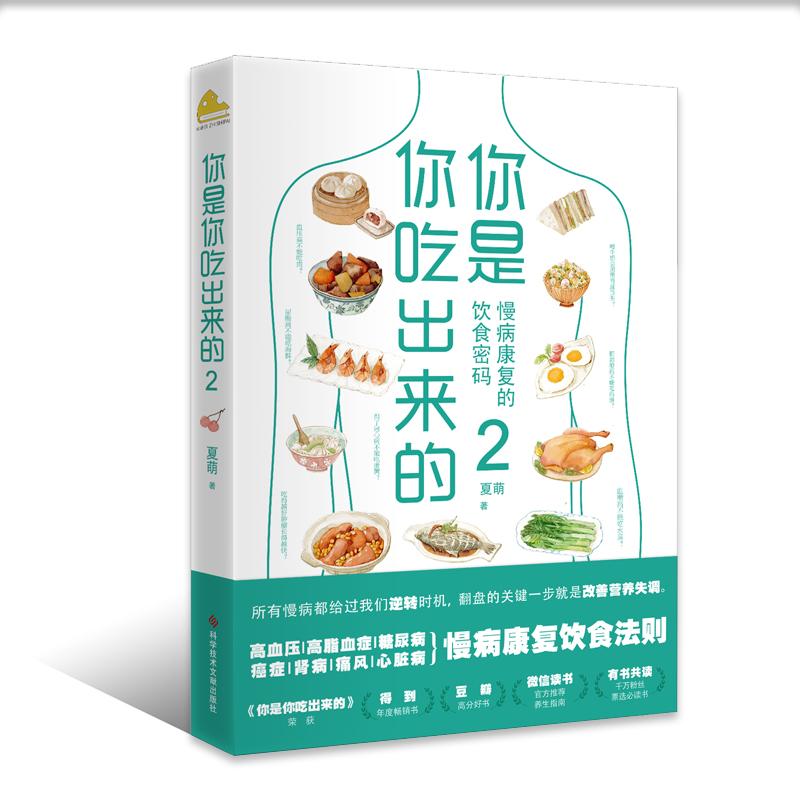 你是你吃出来的
2
夏萌
著
科学技术文献出版社
你是
你吃出来的
慢病康复的
饮食密码
2
夏萌
著
所有慢病都给过我们逆转时机，翻盘的关键一步就是改善营养失调。
高血压|高脂血症|糖尿病
癌症|肾病|痛风|心脏病
慢病康复饮食法则
《你是你吃出来的》
荣获
得到
年度畅销书
豆瓣
高分好书
微信读书
官方推荐
养生指南
有书共读
千万粉丝
票选必读书